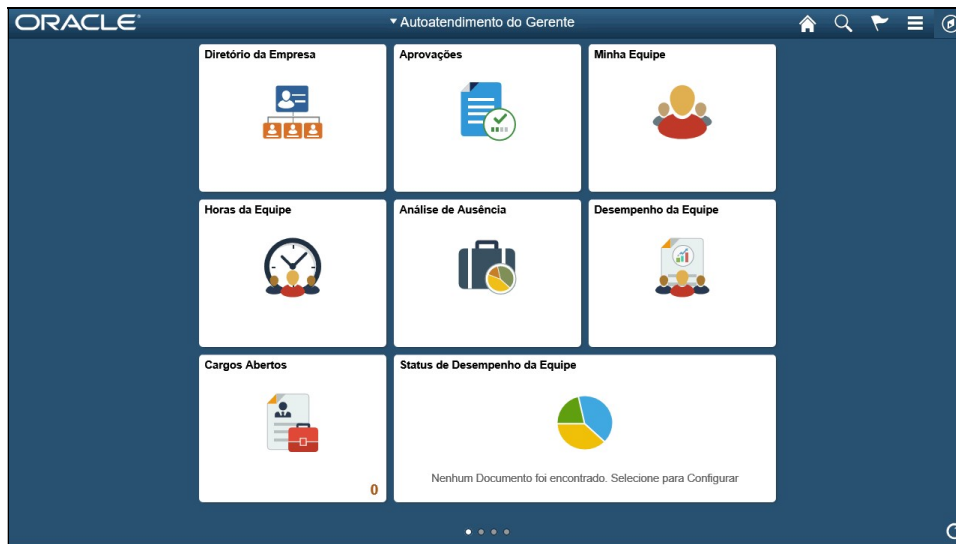 ORACLE
Autoatendimento do Gerente
Diretório da Empresa
Aprovações
Minha Equipe
Horas da Equipe
Análise de Ausência
Desempenho da Equipe
Cargos Abertos
0
Status de Desempenho da Equipe
Nenhum Documento foi encontrado. Selecione para Configurar